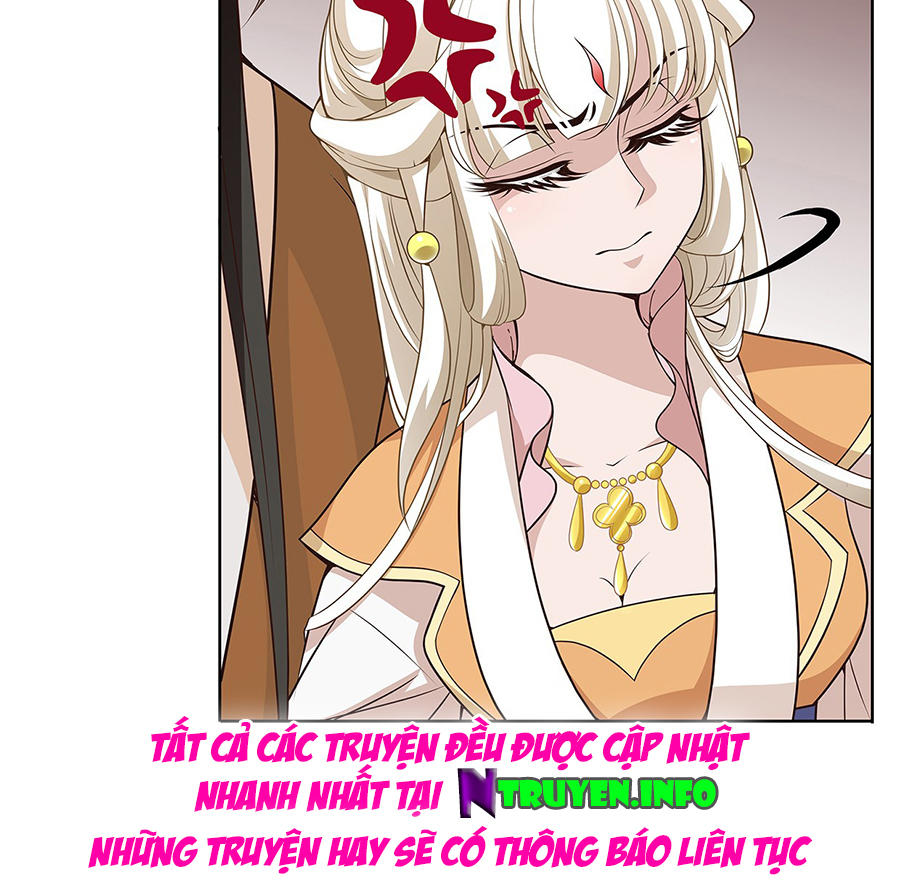 TẤT CẢ CÁC TRUYỆN ĐỀU ĐƯỢC CẬP NHẬT
NHANH NHẤT TẠI NTRUYEN.INFO
NHỮNG TRUYỆN HAY SẼ CÓ THÔNG BÁO LIÊN TỤC